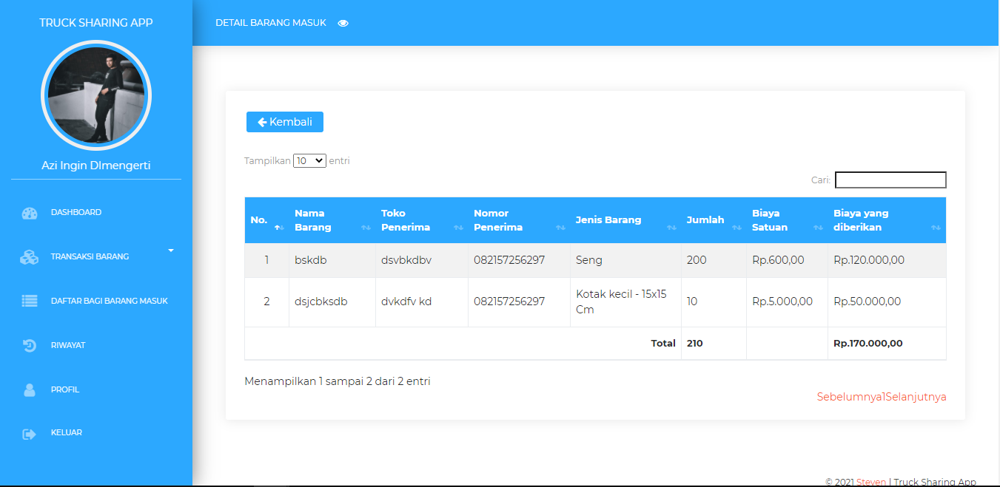 TRUCK SHARING APP
Azi Ingin DImengerti
DASHBOARD
TRANSAKSI BARANG
DAFTAR BAGI BARANG MASUK
RIWAYAT
PROFIL
KELUAR
DETAIL BARANG MASUK
Kembali
Tampilkan 10 entri
Cari:
No. Nama Barang Toko Penerima Nomor Penerima Jenis Barang Jumlah Biaya Satuan Biaya yang diberikan
1 bskdb dsvbkdbv 082157256297 Seng 200 Rp.600,00 Rp.120.000,00
2 dsjcbksdb dvkdfv kd 082157256297 Kotak kecil - 15x15 Cm 10 Rp.5.000,00 Rp.50.000,00
Total 210 Rp.170.000,00
Menampilkan 1 sampai 2 dari 2 entri
Sebelumnya1Selanjutnya
© 2021 Steven | Truck Sharing App